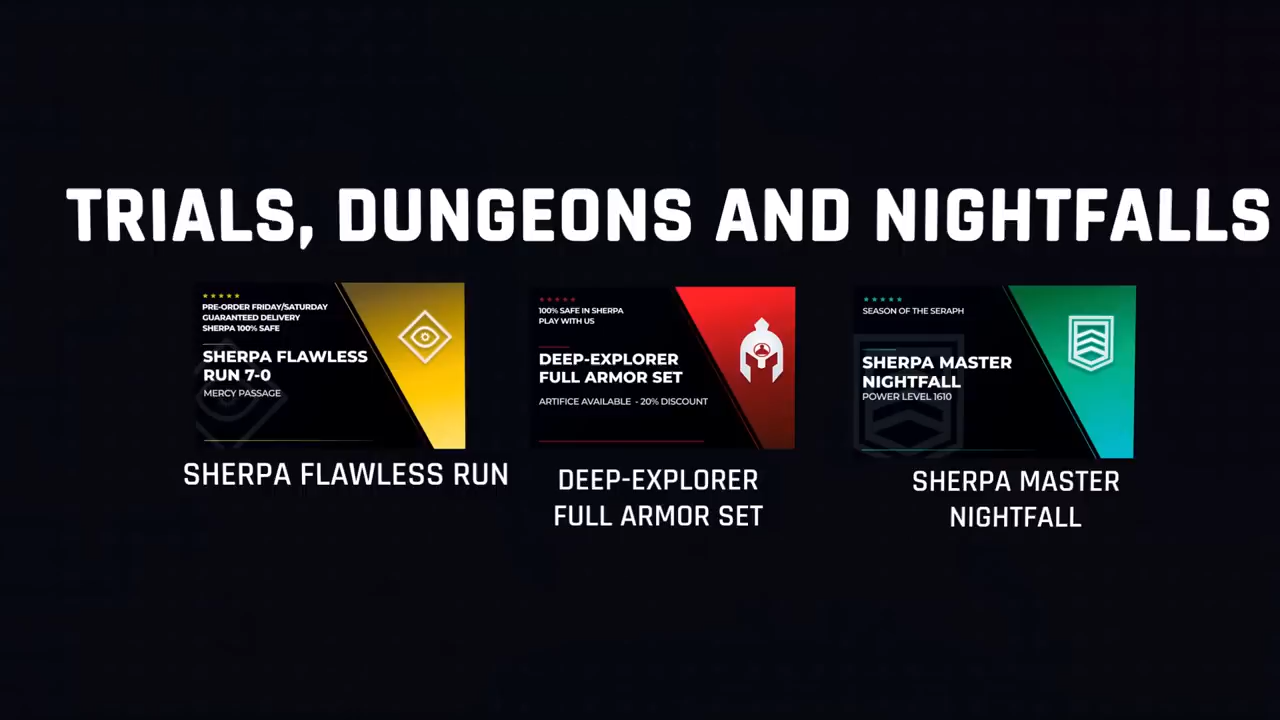 TRIALS, DUNGEONS AND NIGHTFALLS
PRE-ORDER FRIDAY/SATURDAY
GUARANTEED DELIVERY
SHERPA 100% SAFE
SHERPA FLAWLESS
RUN 7-0
MERCY PASSAGE
SHERPA FLAWLESS RUN
100% SAFE IN SHERPA
PLAY WITH US
DEEP-EXPLORER
FULL ARMOR SET
ARTIFICE AVAILABLE - 20% DISCOUNT
DEEP-EXPLORER
FULL ARMOR SET
SEASON OF THE SERAPH
SHERPA MASTER
NIGHTFALL
POWER LEVEL 1610
SHERPA MASTER
NIGHTFALL